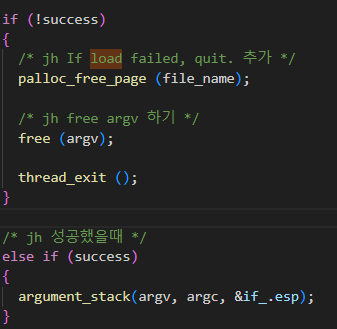 if (!success)
{
/* jh If load failed, quit. 추가 */
palloc_free_page (file_name);
/* jh free argv 하기 */
free (argv);
thread_exit ();
}
/* jh 성공했을때 */
else if (success)
{
argument_stack(argv, argc, &if_.esp);
}